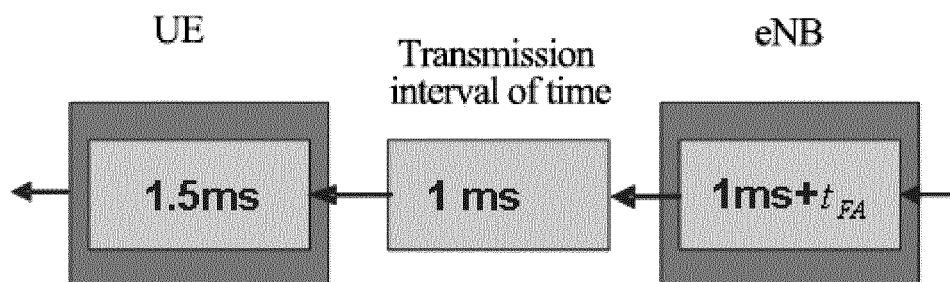 UE
Transmission
interval of time
eNB
1.5ms
1 ms
1ms+t_FA